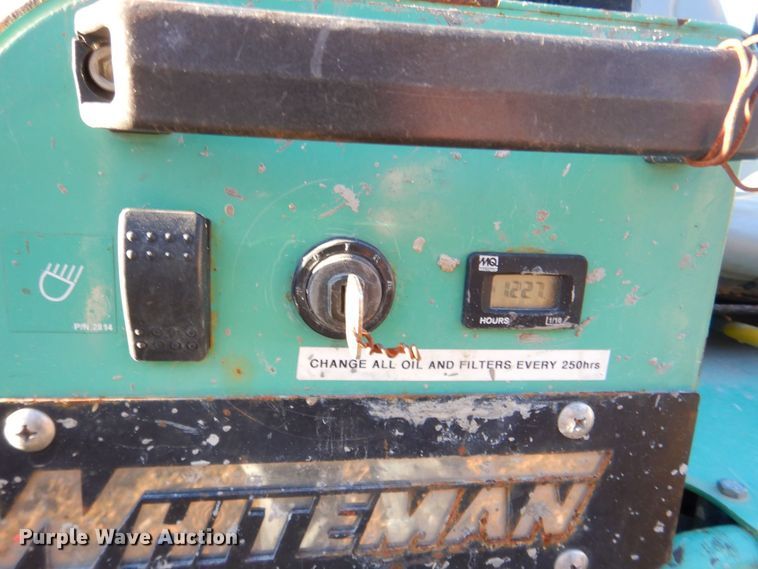 MQ
1227
HOURS 1/10
P/N 2814
CHANGE ALL OIL AND FILTERS EVERY 250hrs
WHITEMAN
Purple Wave Auction